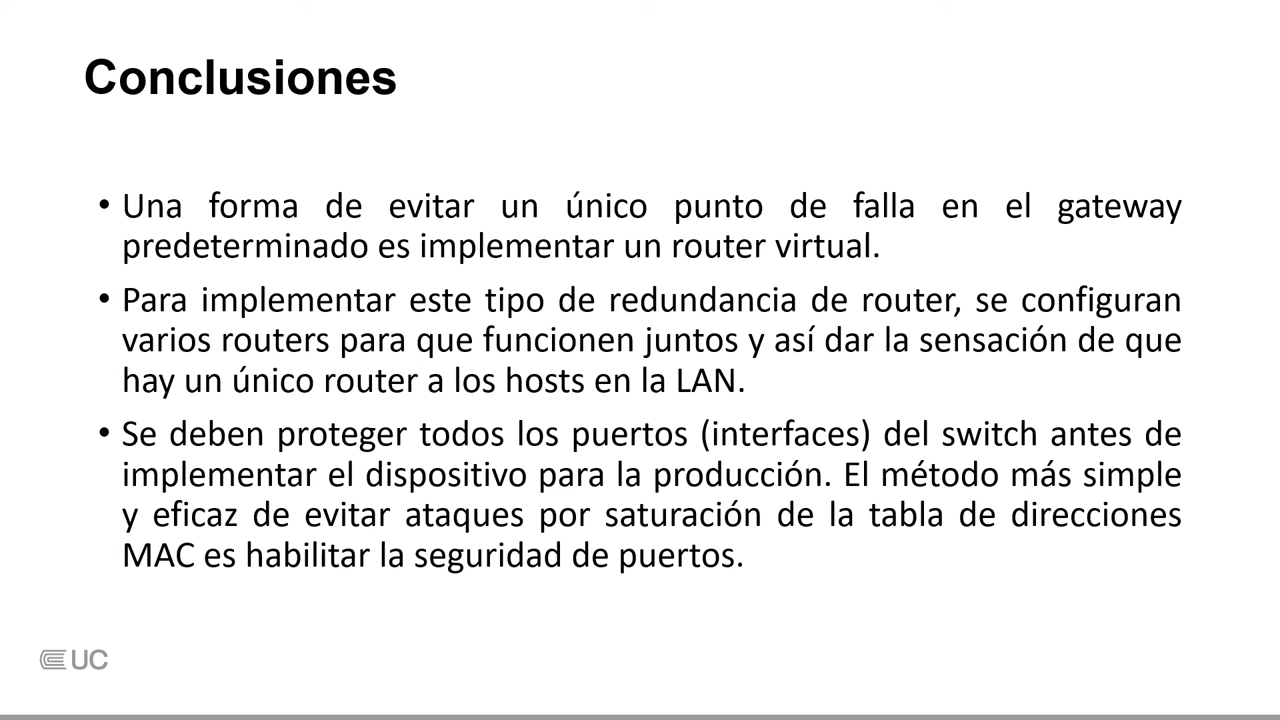 Conclusiones
• Una forma de evitar un único punto de falla en el gateway
predeterminado es implementar un router virtual.
• Para implementar este tipo de redundancia de router, se configuran
varios routers para que funcionen juntos y así dar la sensación de que
hay un único router a los hosts en la LAN.
• Se deben proteger todos los puertos (interfaces) del switch antes de
implementar el dispositivo para la producción. El método más simple
y eficaz de evitar ataques por saturación de la tabla de direcciones
MAC es habilitar la seguridad de puertos.
UC